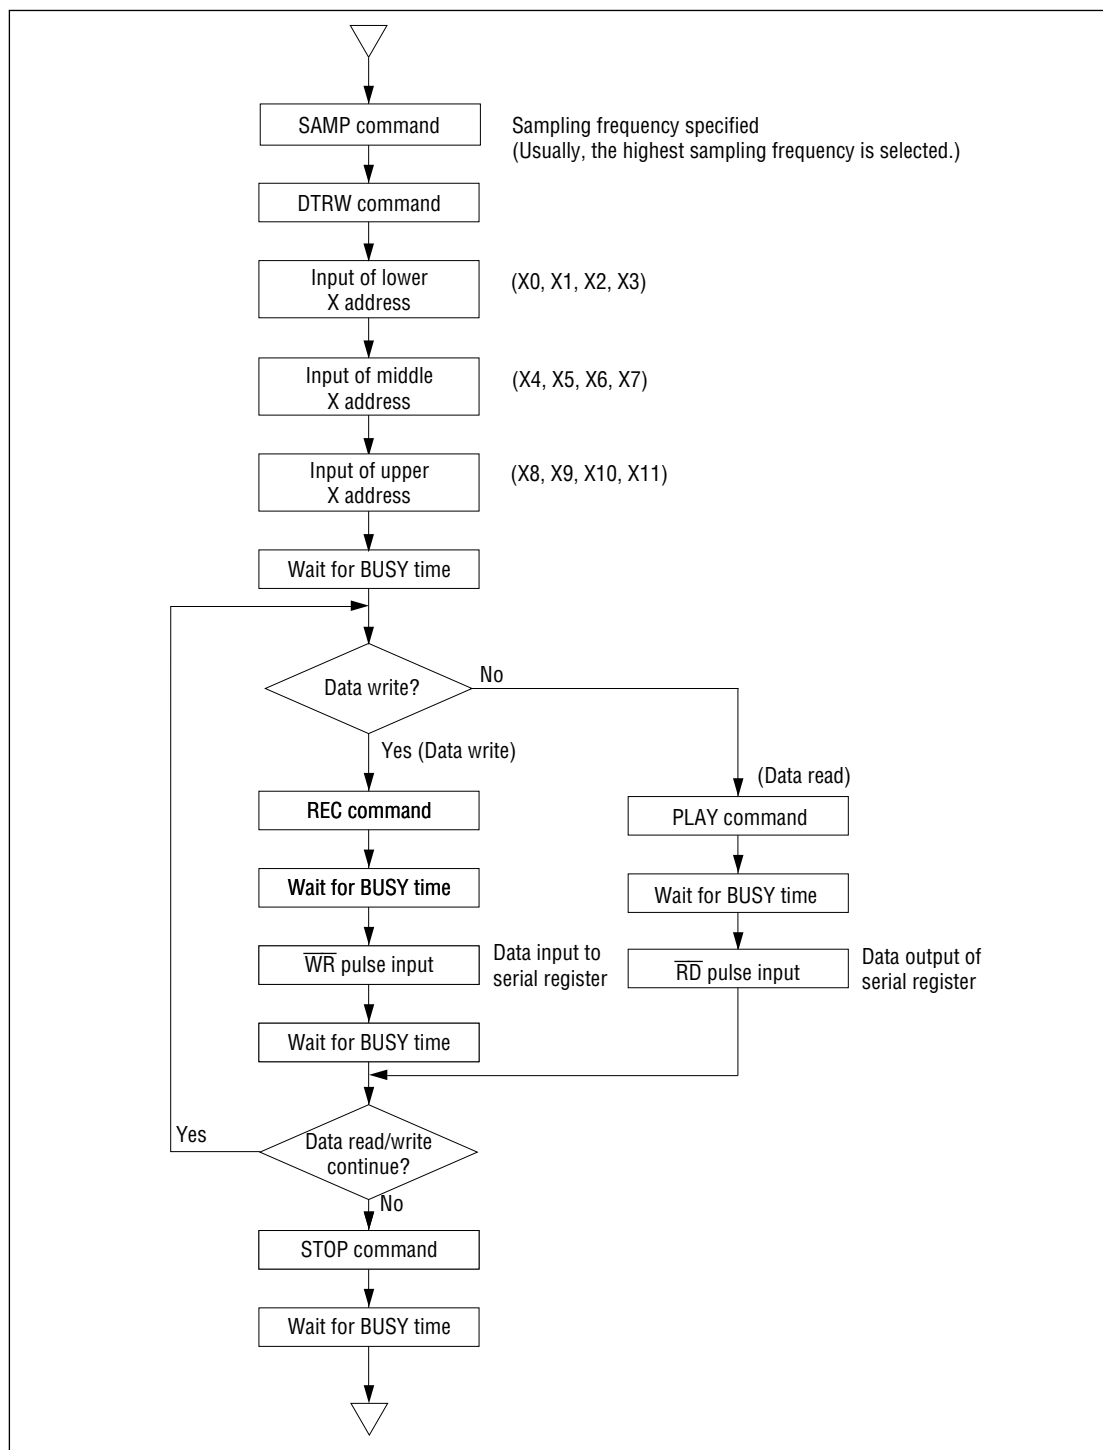 SAMP command
Sampling frequency specified
(Usually, the highest sampling frequency is selected.)
DTRW command
Input of lower
X address
(X0, X1, X2, X3)
Input of middle
X address
(X4, X5, X6, X7)
Input of upper
X address
(X8, X9, X10, X11)
Wait for BUSY time
Data write?
No
Yes (Data write)
(Data read)
REC command
PLAY command
Wait for BUSY time
Wait for BUSY time
W̅R̅ pulse input
Data input to
serial register
R̅D̅ pulse input
Data output of
serial register
Wait for BUSY time
Yes
Data read/write
continue?
No
STOP command
Wait for BUSY time